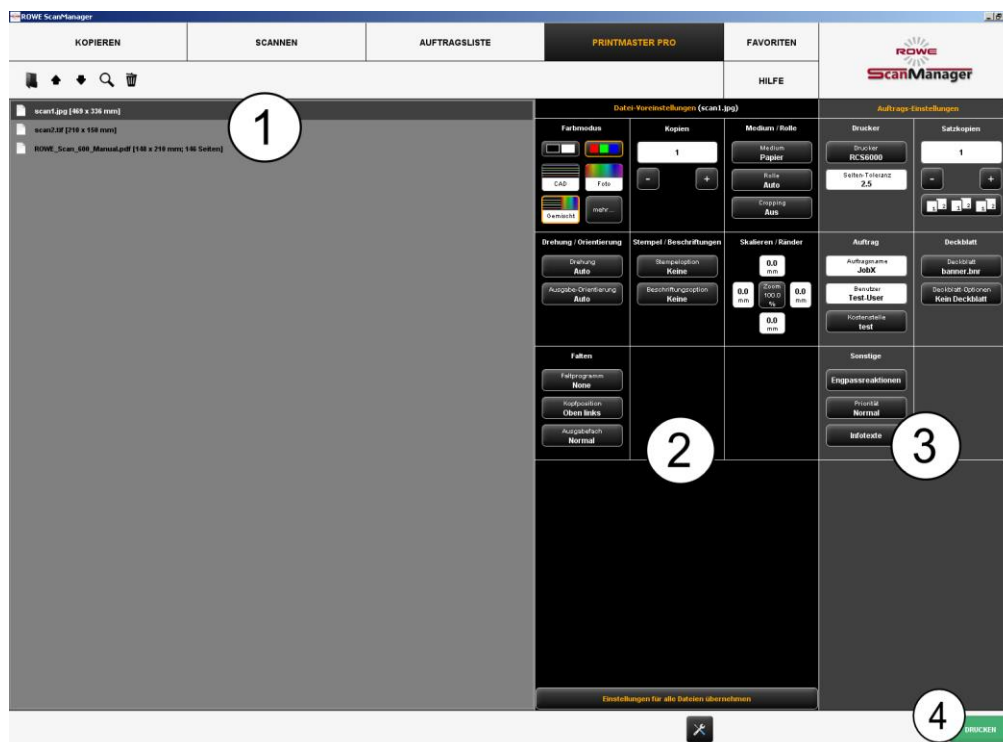 ROWE ScanManager
KOPIEREN
SCANNEN
AUFTRAGSLISTE
PRINTMASTER PRO
FAVORITEN
HILFE
ROWE
ScanManager
scan1.jpg [469 x 336 mm]
scan2.tif [210 x 150 mm]
ROWE_Scan_600_Manual.pdf [148 x 210 mm; 146 Seiten]
1
Datei-Voreinstellungen (scan1.jpg)
Auftrags-Einstellungen
Farbmodus
Kopien
Medium / Rolle
Drucker
Satzkopien
CAD
Foto
Gemischt
mehr...
1
-
+
Medium
Papier
Rolle
Auto
Cropping
Aus
Drucker
RCS6000
Seiten-Toleranz
2.5
1
-
+
1 2 1 2 1 2
Drehung / Orientierung
Stempel / Beschriftungen
Skalieren / Ränder
Auftrag
Deckblatt
Drehung
Auto
Ausgabe-Orientierung
Auto
Stempeloption
Keine
Beschriftungsoption
Keine
0.0
mm
0.0
mm
Zoom
100.0
%
0.0
mm
0.0
mm
Auftragsname
JobX
Benutzer
Test-User
Kostenstelle
test
Deckblatt
banner.bnr
Deckblatt-Optionen
Kein Deckblatt
Falten
Sonstige
Faltprogramm
None
Kopfposition
Oben links
Ausgabefach
Normal
2
Engpassreaktionen
Priorität
Normal
Infotexte
3
Einstellungen für alle Dateien übernehmen
4
DRUCKEN